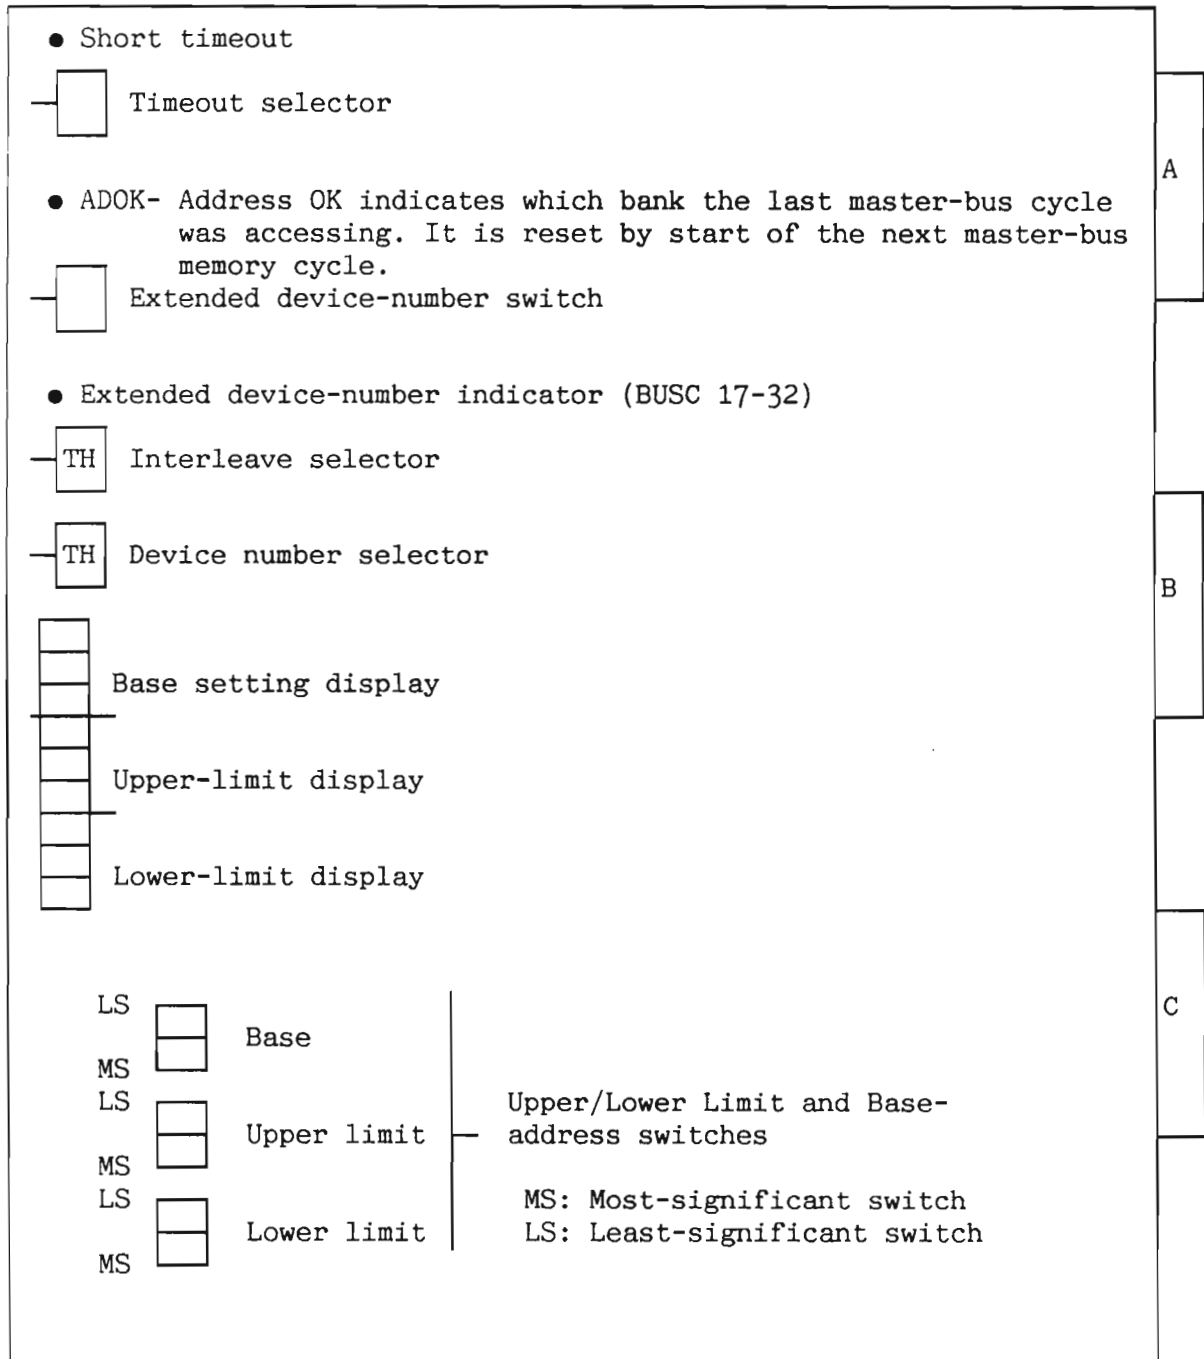 ● Short timeout
Timeout selector
A
● ADOK- Address OK indicates which bank the last master-bus cycle
was accessing. It is reset by start of the next master-bus
memory cycle.
Extended device-number switch
● Extended device-number indicator (BUSC 17-32)
TH Interleave selector
TH Device number selector
B
Base setting display
Upper-limit display
Lower-limit display
C
LS
Base
MS
LS
Upper limit
MS
LS
Lower limit
MS
Upper/Lower Limit and Base-
address switches
MS: Most-significant switch
LS: Least-significant switch